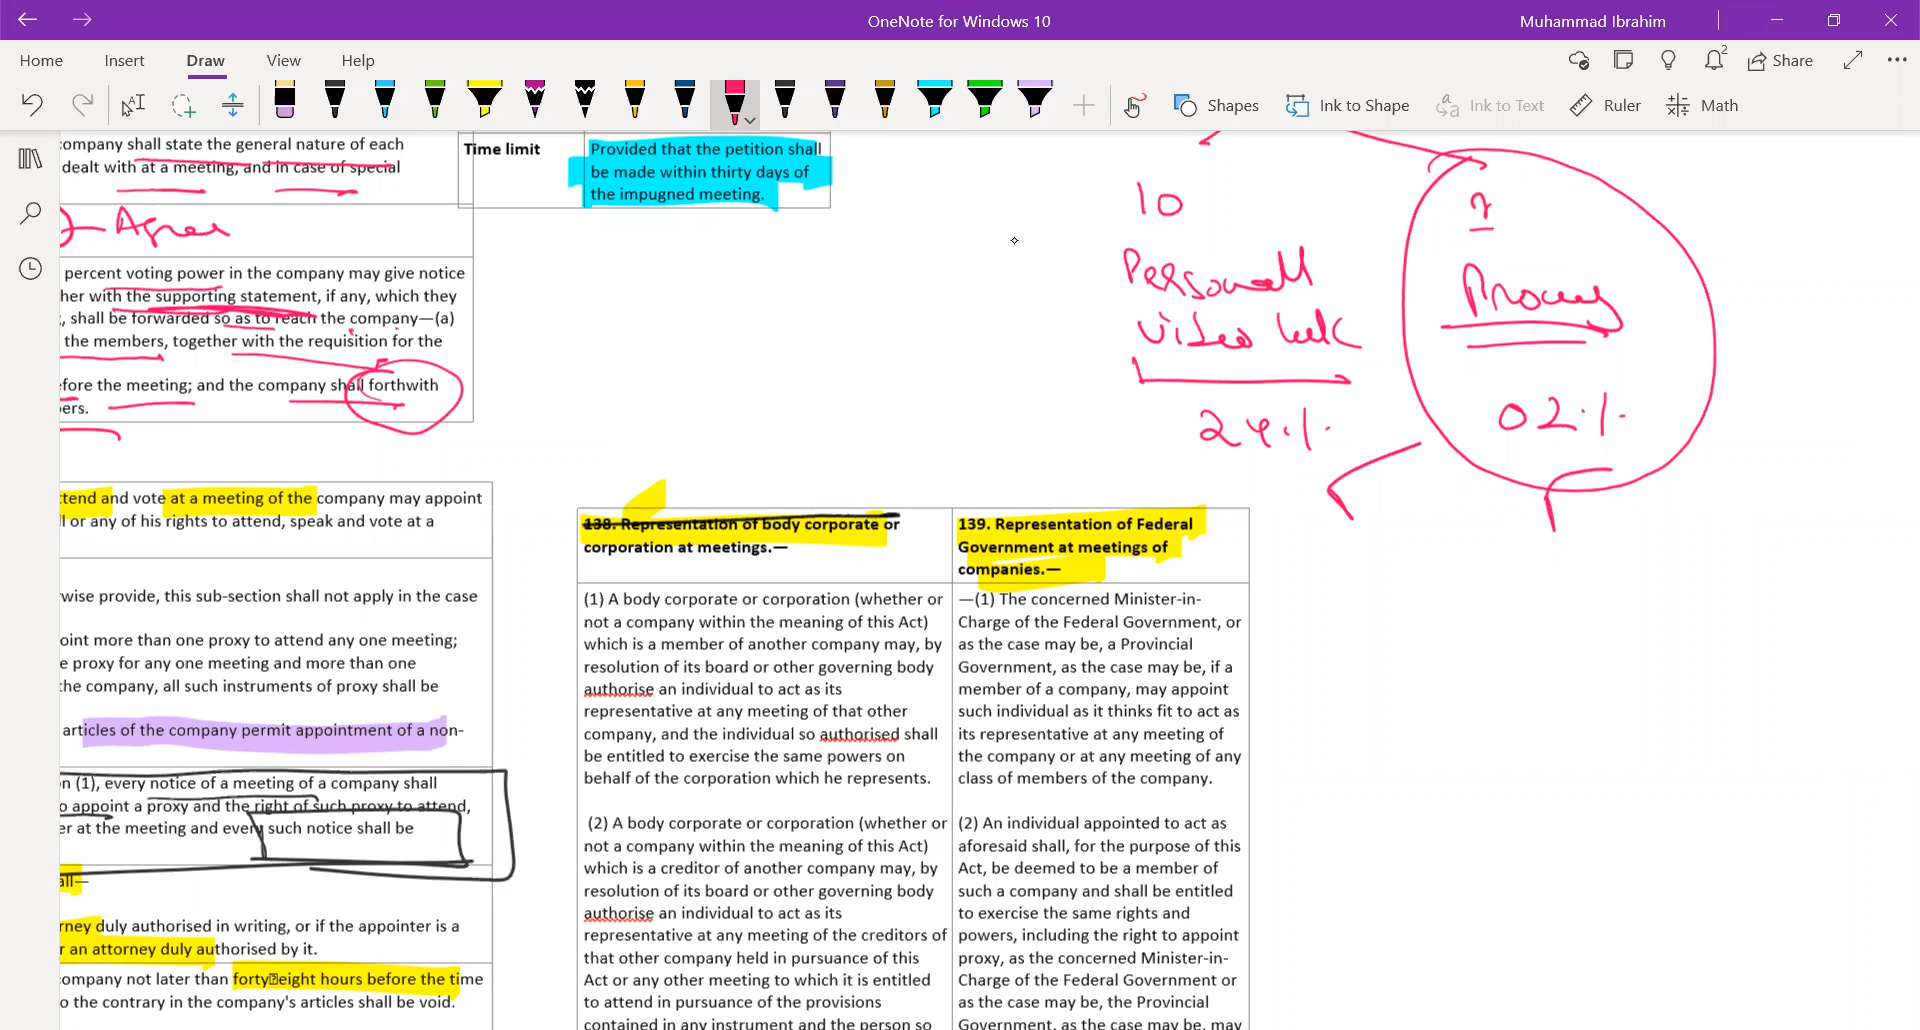 OneNote for Windows 10
Muhammad Ibrahim
Home Insert Draw View Help
2
Share
Shapes Ink to Shape Ink to Text Ruler Math
company shall state the general nature of each
dealt with at a meeting, and in case of special
Agree
percent voting power in the company may give notice
her with the supporting statement, if any, which they
, shall be forwarded so as to reach the company—(a)
the members, together with the requisition for the
efore the meeting; and the company shall forthwith
ers.
Time limit
Provided that the petition shall
be made within thirty days of
the impugned meeting.
10
?
Video link
24%
02%
ttend and vote at a meeting of the company may appoint
ll or any of his rights to attend, speak and vote at a
wise provide, this sub-section shall not apply in the case
oint more than one proxy to attend any one meeting;
e proxy for any one meeting and more than one
the company, all such instruments of proxy shall be
articles of the company permit appointment of a non-
n (1), every notice of a meeting of a company shall
o appoint a proxy and the right of such proxy to attend,
er at the meeting and every such notice shall be
all—
rney duly authorised in writing, or if the appointer is a
r an attorney duly authorised by it.
company not later than forty eight hours before the time
o the contrary in the company's articles shall be void.
138. Representation of body corporate or
corporation at meetings.—
(1) A body corporate or corporation (whether or
not a company within the meaning of this Act)
which is a member of another company may, by
resolution of its board or other governing body
authorise an individual to act as its
representative at any meeting of that other
company, and the individual so authorised shall
be entitled to exercise the same powers on
behalf of the corporation which he represents.
(2) A body corporate or corporation (whether or
not a company within the meaning of this Act)
which is a creditor of another company may, by
resolution of its board or other governing body
authorise an individual to act as its
representative at any meeting of the creditors of
that other company held in pursuance of this
Act or any other meeting to which it is entitled
to attend in pursuance of the provisions
contained in any instrument and the person so
139. Representation of Federal
Government at meetings of
companies.—
—(1) The concerned Minister-in-
Charge of the Federal Government, or
as the case may be, a Provincial
Government, as the case may be, if a
member of a company, may appoint
such individual as it thinks fit to act as
its representative at any meeting of
the company or at any meeting of any
class of members of the company.
(2) An individual appointed to act as
aforesaid shall, for the purpose of this
Act, be deemed to be a member of
such a company and shall be entitled
to exercise the same rights and
powers, including the right to appoint
proxy, as the concerned Minister-in-
Charge of the Federal Government or
as the case may be, the Provincial
Government, as the case may be, may